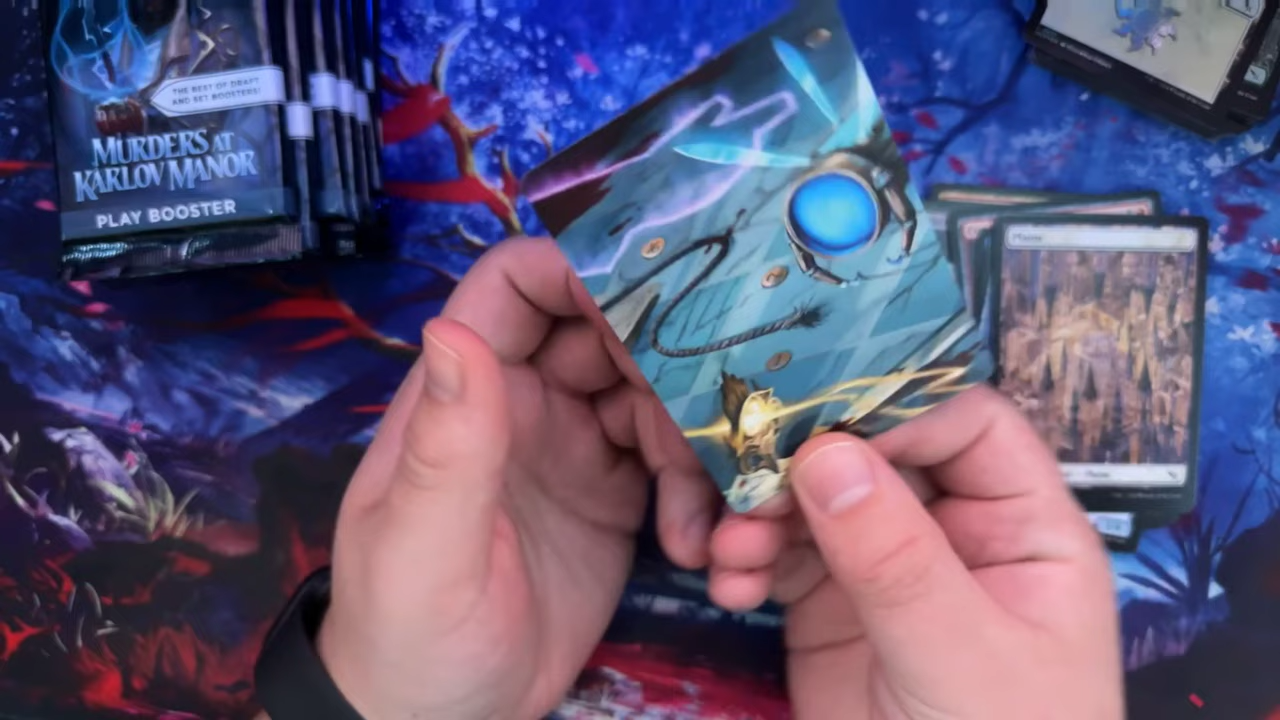 THE BEST OF DRAFT
AND SET BOOSTERS!
MURDERS AT
KARLOV MANOR
PLAY BOOSTER